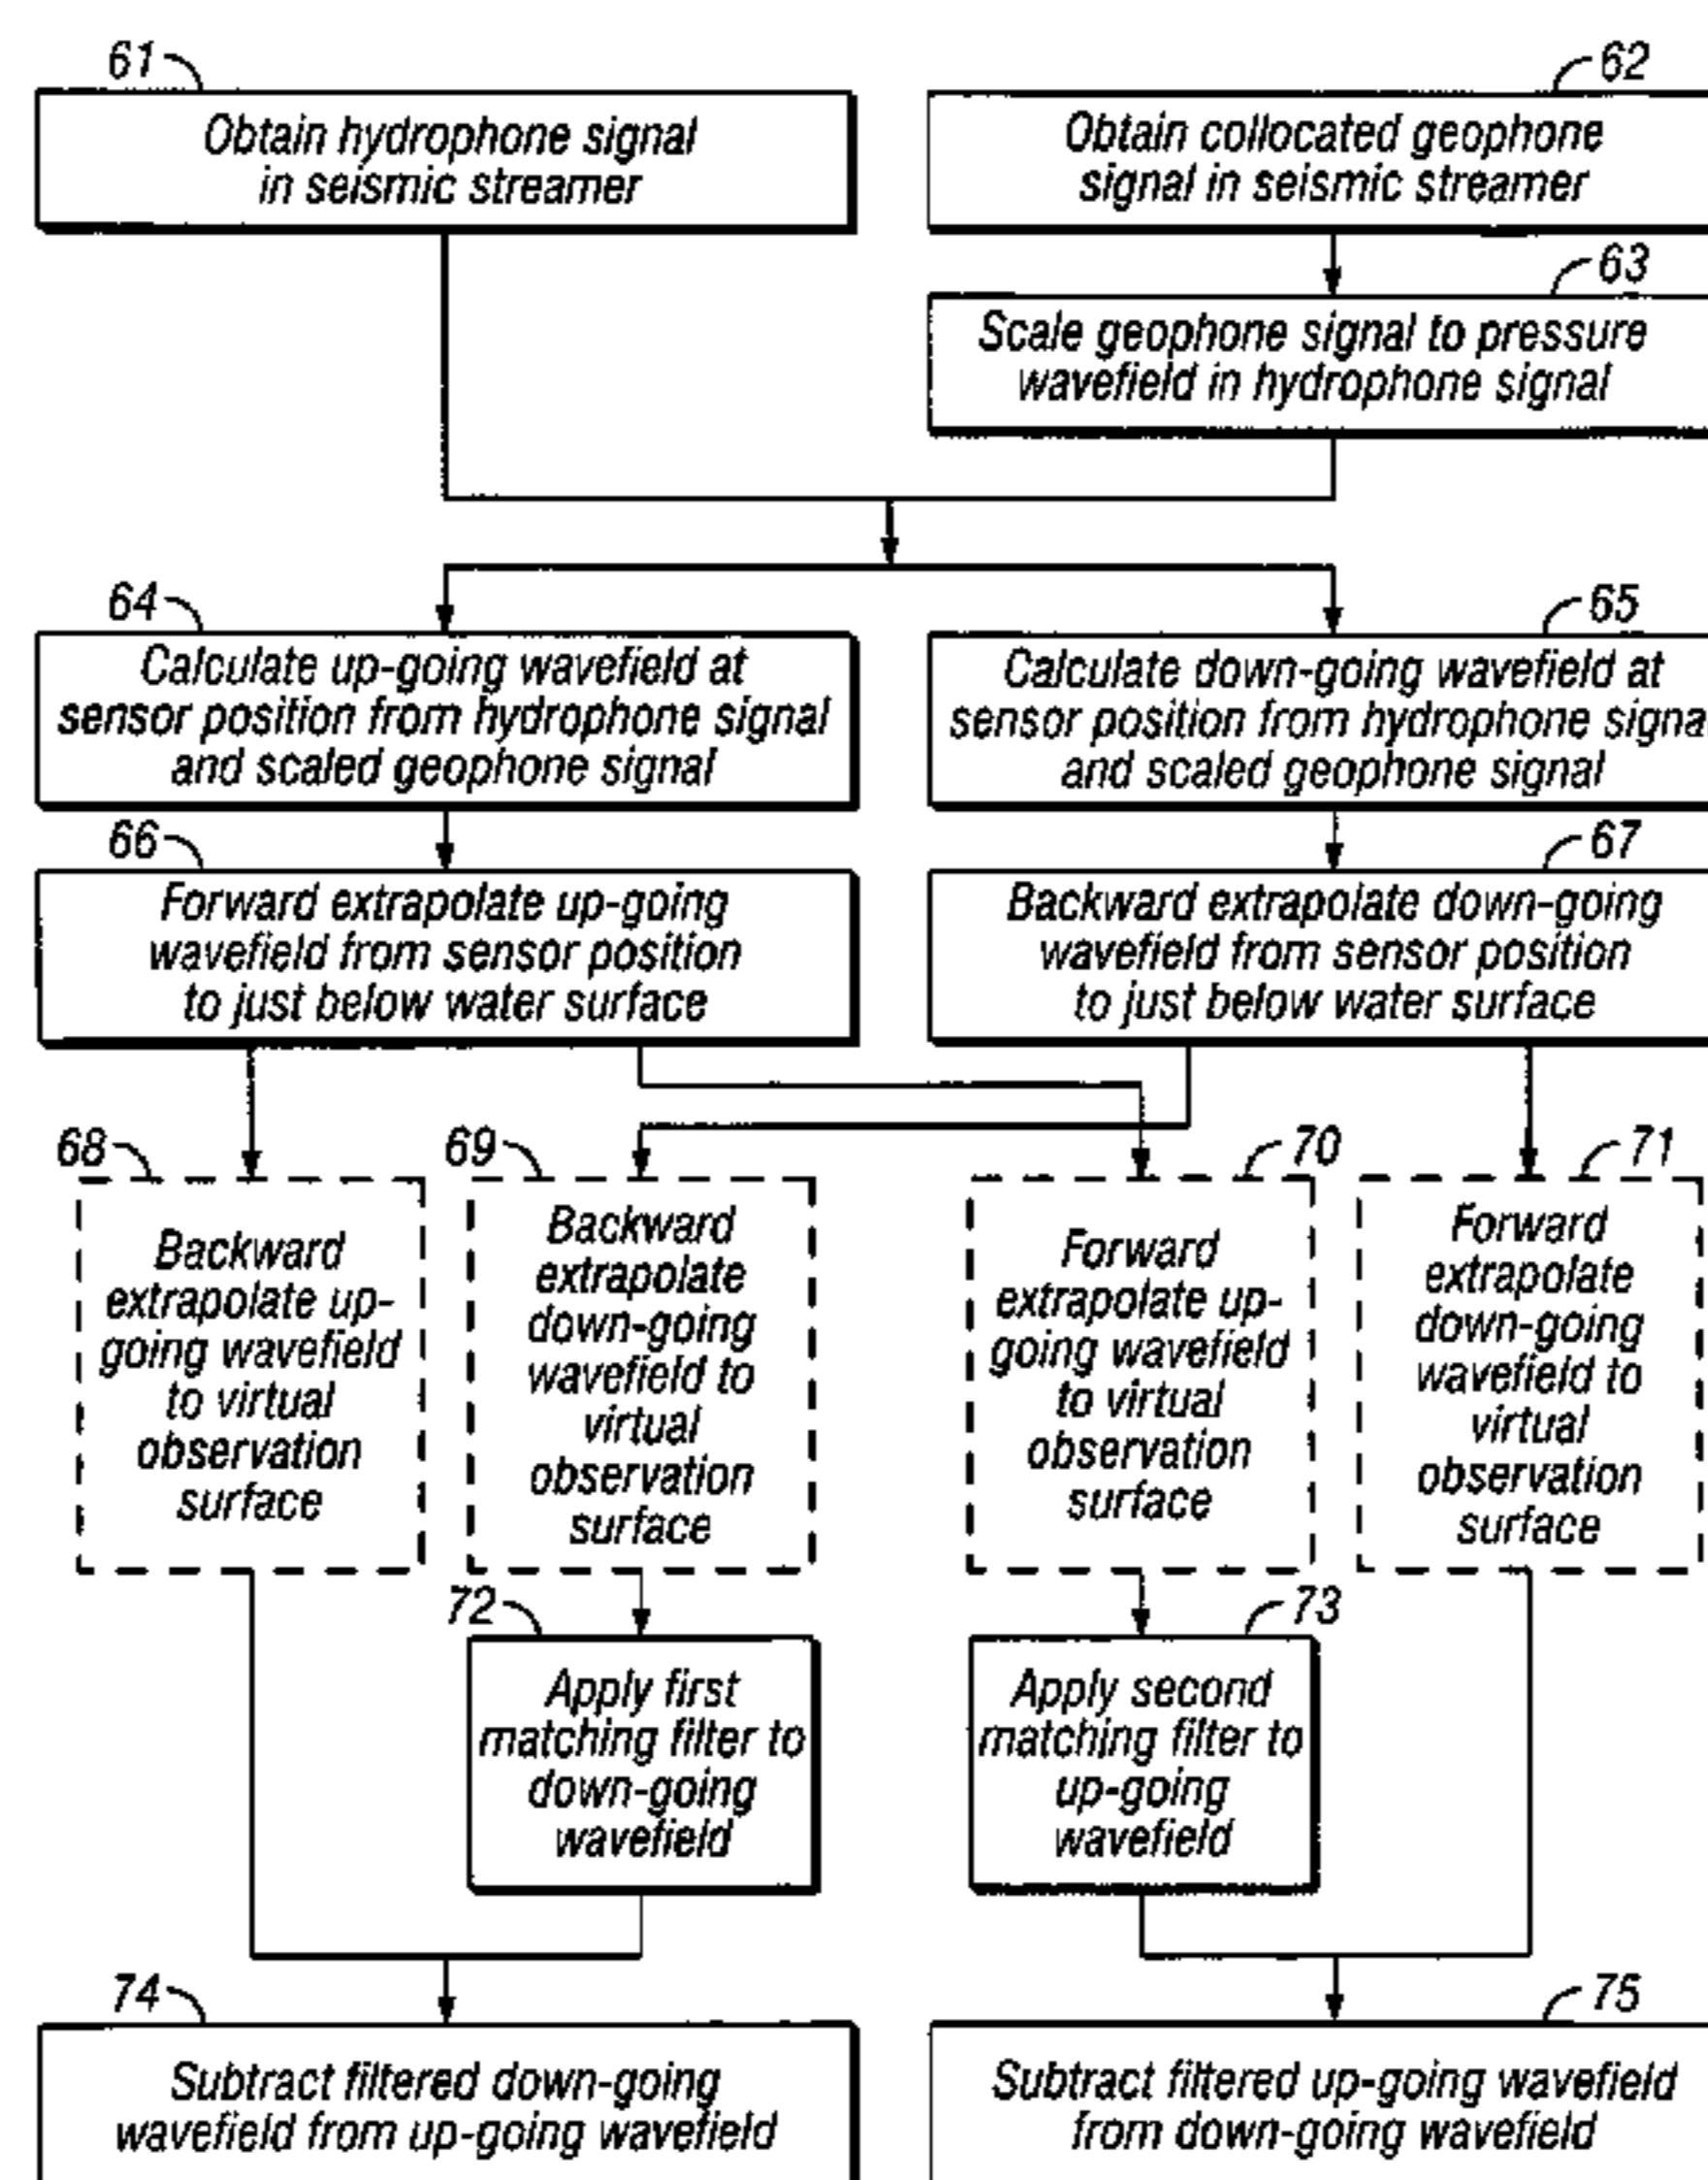 61
62
Obtain hydrophone signal
in seismic streamer
Obtain collocated geophone
signal in seismic streamer
63
Scale geophone signal to pressure
wavefield in hydrophone signal
64
65
Calculate up-going wavefield at
sensor position from hydrophone signal
and scaled geophone signal
Calculate down-going wavefield at
sensor position from hydrophone signa
and scaled geophone signal
66
67
Forward extrapolate up-going
wavefield from sensor position
to just below water surface
Backward extrapolate down-going
wavefield from sensor position
to just below water surface
68
69
70
71
Backward
extrapolate up-
going wavefield
to virtual
observation
surface
Backward
extrapolate
down-going
wavefield to
virtual
observation
surface
Forward
extrapolate up-
going wavefield
to virtual
observation
surface
Forward
extrapolate
down-going
wavefield to
virtual
observation
surface
72
73
Apply first
matching filter to
down-going
wavefield
Apply second
matching filter to
up-going
wavefield
74
75
Subtract filtered down-going
wavefield from up-going wavefield
Subtract filtered up-going wavefield
from down-going wavefield